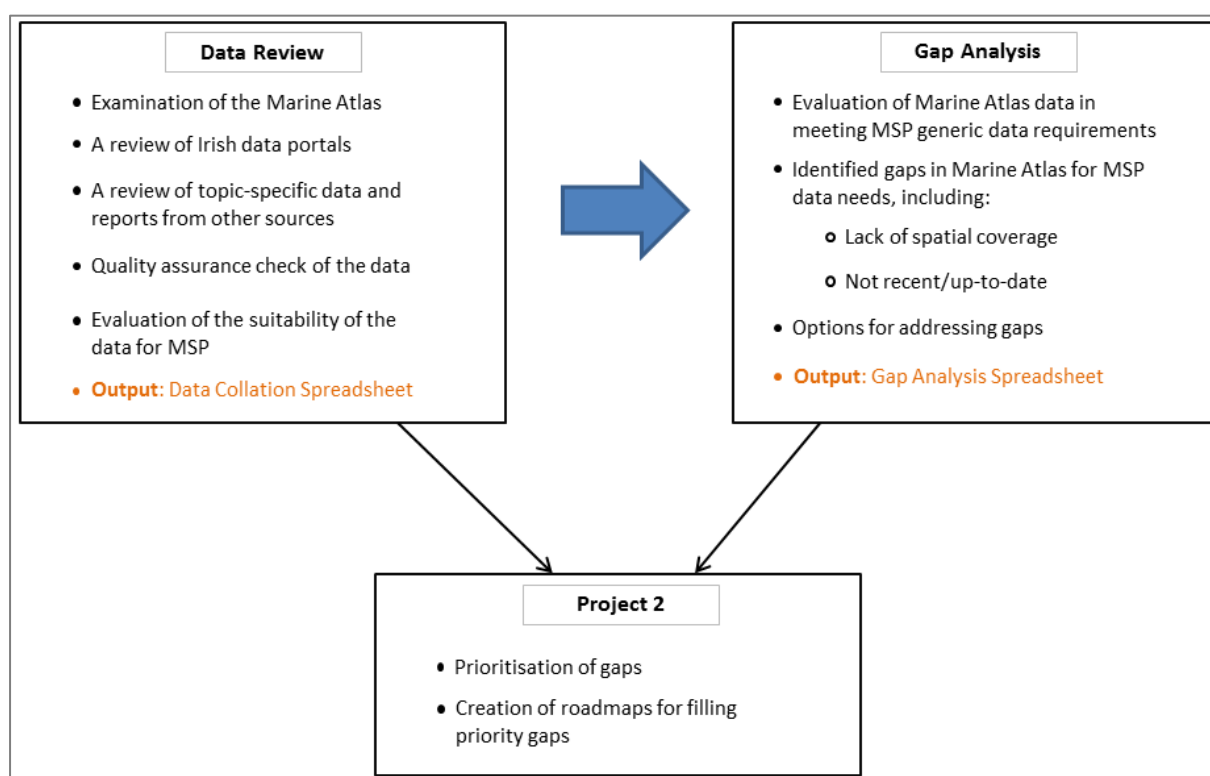 Data Review
• Examination of the Marine Atlas
• A review of Irish data portals
• A review of topic-specific data and
reports from other sources
• Quality assurance check of the data
• Evaluation of the suitability of the
data for MSP
• Output: Data Collation Spreadsheet
Gap Analysis
• Evaluation of Marine Atlas data in
meeting MSP generic data requirements
• Identified gaps in Marine Atlas for MSP
data needs, including:
o Lack of spatial coverage
o Not recent/up-to-date
• Options for addressing gaps
• Output: Gap Analysis Spreadsheet
Project 2
• Prioritisation of gaps
• Creation of roadmaps for filling
priority gaps